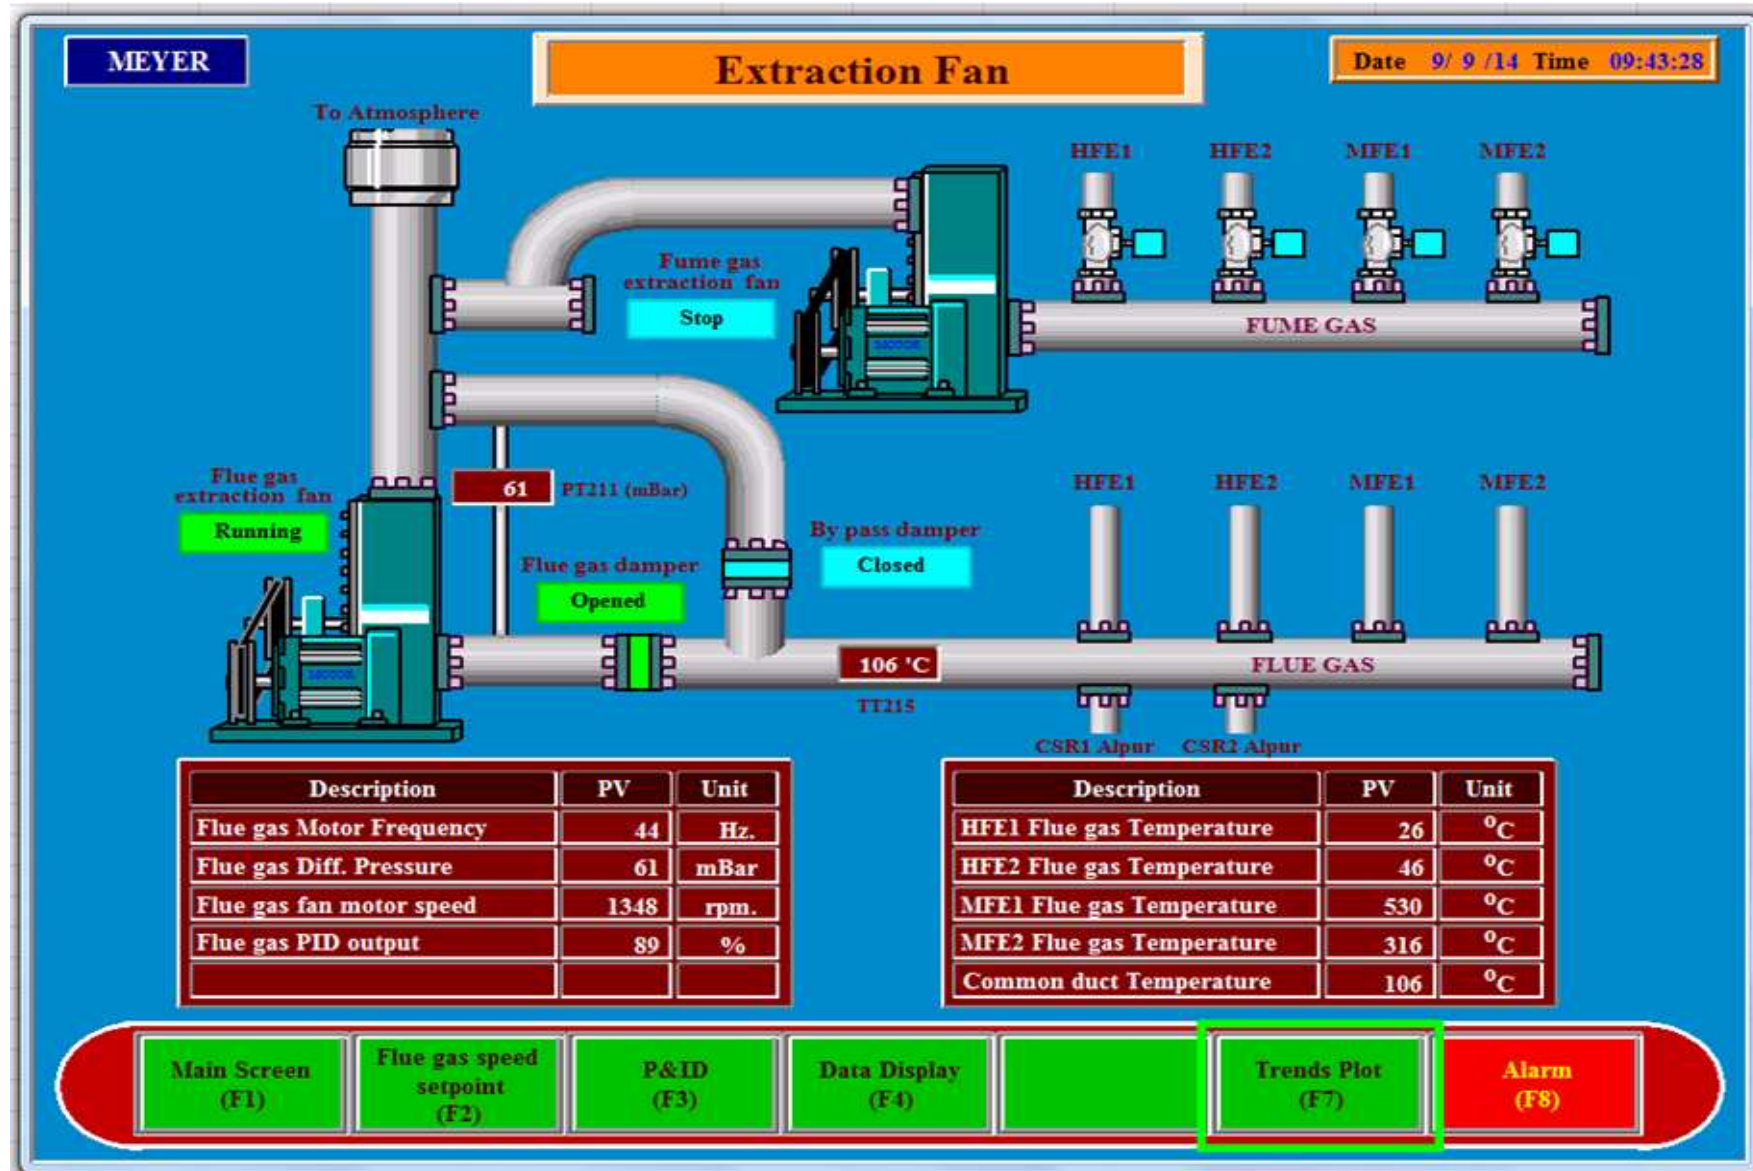 MEYER
Extraction Fan
Date 9/ 9 /14 Time 09:43:28
To Atmosphere
HFE1 HFE2 MFE1 MFE2
Fume gas
extraction fan
Stop
MOTOR
FUME GAS
Flue gas
extraction fan
Running
61 PT211 (mBar)
HFE1 HFE2 MFE1 MFE2
By pass damper
Closed
Flue gas damper
Opened
MOTOR
106 'C
TT215
FLUE GAS
CSR1 Alpur CSR2 Alpur
Description PV Unit
Flue gas Motor Frequency 44 Hz.
Flue gas Diff. Pressure 61 mBar
Flue gas fan motor speed 1348 rpm.
Flue gas PID output 89 %
Description PV Unit
HFE1 Flue gas Temperature 26 °C
HFE2 Flue gas Temperature 46 °C
MFE1 Flue gas Temperature 530 °C
MFE2 Flue gas Temperature 316 °C
Common duct Temperature 106 °C
Main Screen
(F1)
Flue gas speed
setpoint
(F2)
P&ID
(F3)
Data Display
(F4)
Trends Plot
(F7)
Alarm
(F8)